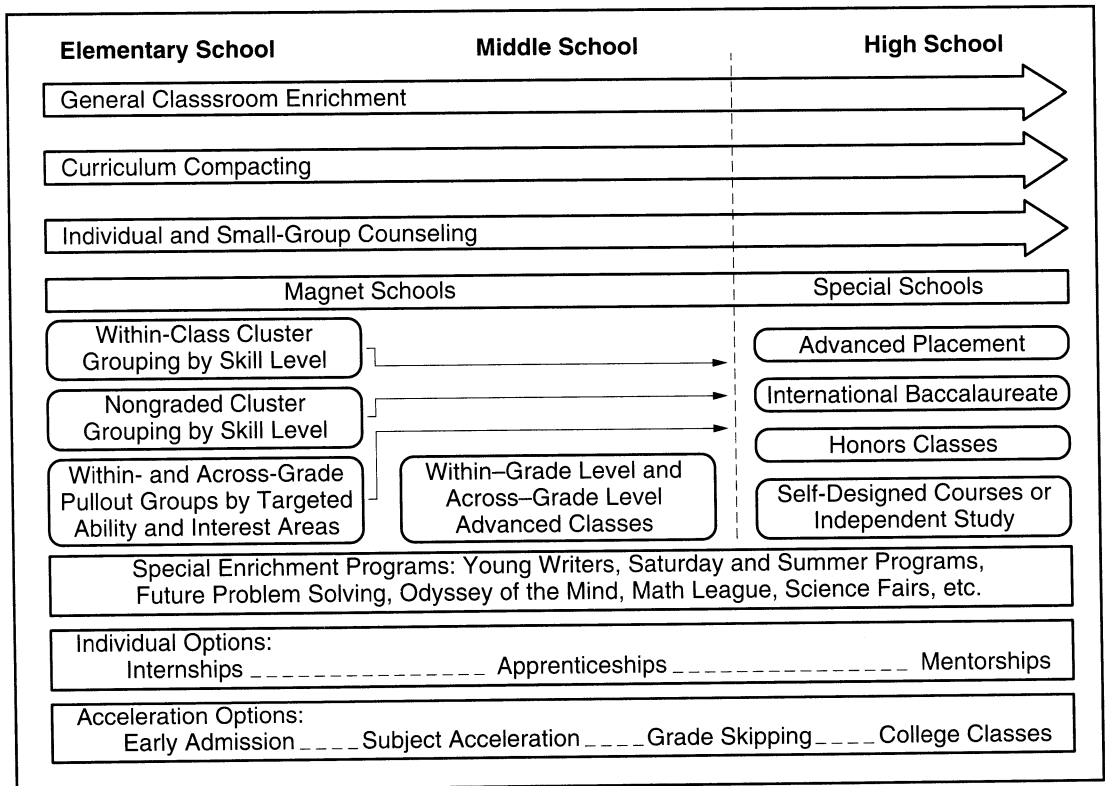 Elementary School Middle School High School
General Classsroom Enrichment
Curriculum Compacting
Individual and Small-Group Counseling
Magnet Schools Special Schools
Within-Class Cluster
Grouping by Skill Level
Nongraded Cluster
Grouping by Skill Level
Within- and Across-Grade
Pullout Groups by Targeted
Ability and Interest Areas
Within–Grade Level and
Across–Grade Level
Advanced Classes
Advanced Placement
International Baccalaureate
Honors Classes
Self-Designed Courses or
Independent Study
Special Enrichment Programs: Young Writers, Saturday and Summer Programs,
Future Problem Solving, Odyssey of the Mind, Math League, Science Fairs, etc.
Individual Options:
Internships _ _ _ _ _ _ _ _ _ _ _ _ _ _ _ Apprenticeships _ _ _ _ _ _ _ _ _ _ _ _ _ _ _ Mentorships
Acceleration Options:
Early Admission _ _ _ _ Subject Acceleration _ _ _ _ Grade Skipping _ _ _ _ College Classes